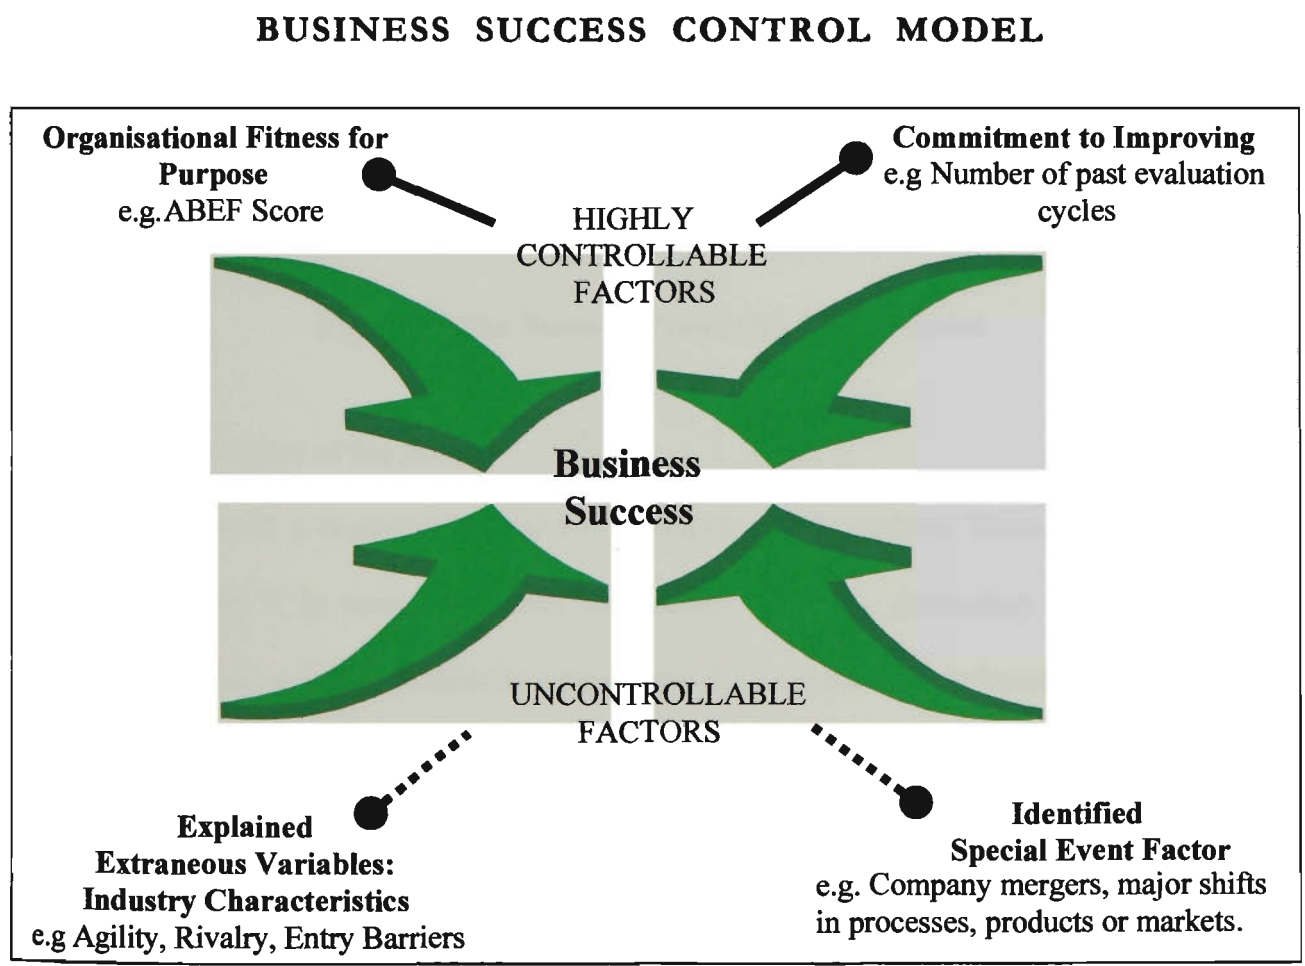 BUSINESS SUCCESS CONTROL MODEL
Organisational Fitness for
Purpose
e.g. ABEF Score
Commitment to Improving
e.g Number of past evaluation
cycles
HIGHLY
CONTROLLABLE
FACTORS
Business
Success
UNCONTROLLABLE
FACTORS
Explained
Extraneous Variables:
Industry Characteristics
e.g Agility, Rivalry, Entry Barriers
Identified
Special Event Factor
e.g. Company mergers, major shifts
in processes, products or markets.